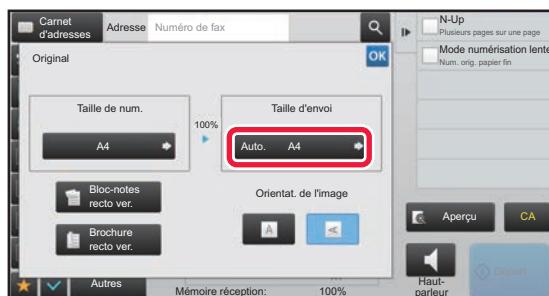 Carnet
d'adresses
Adresse
Numéro de fax
N-Up
Plusieurs pages sur une page
Mode numérisation lente
Num. orig. papier fin
Original
OK
Taille de num.
100%
Taille d'envoi
A4
Auto. A4
Bloc-notes
recto ver.
Orientat. de l'image
A
A
Brochure
recto ver.
Aperçu
CA
Autres
Mémoire réception: 100%
Haut-
parleur
Départ